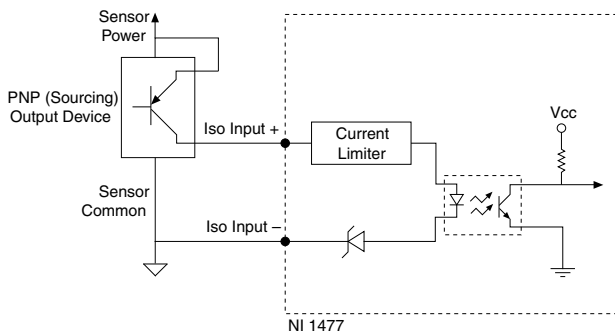 Sensor
Power
PNP (Sourcing)
Output Device
Iso Input +
Current
Limiter
Vcc
Sensor
Common
Iso Input –
NI 1477